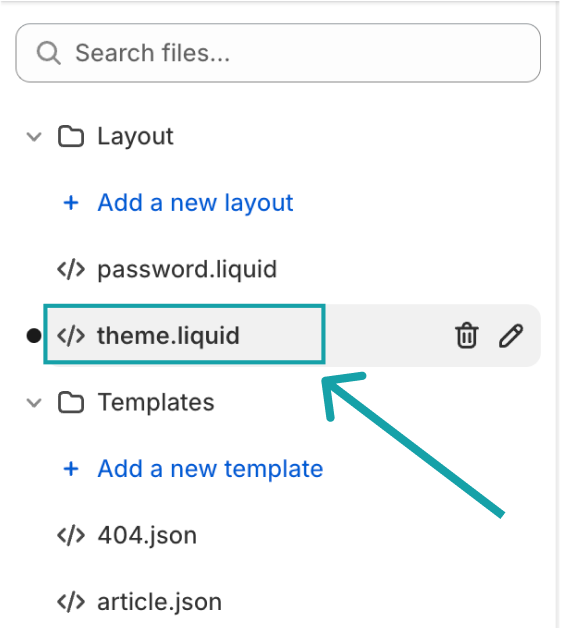 Search files...
Layout
+ Add a new layout
</> password.liquid
</> theme.liquid
Templates
+ Add a new template
</> 404.json
</> article.json